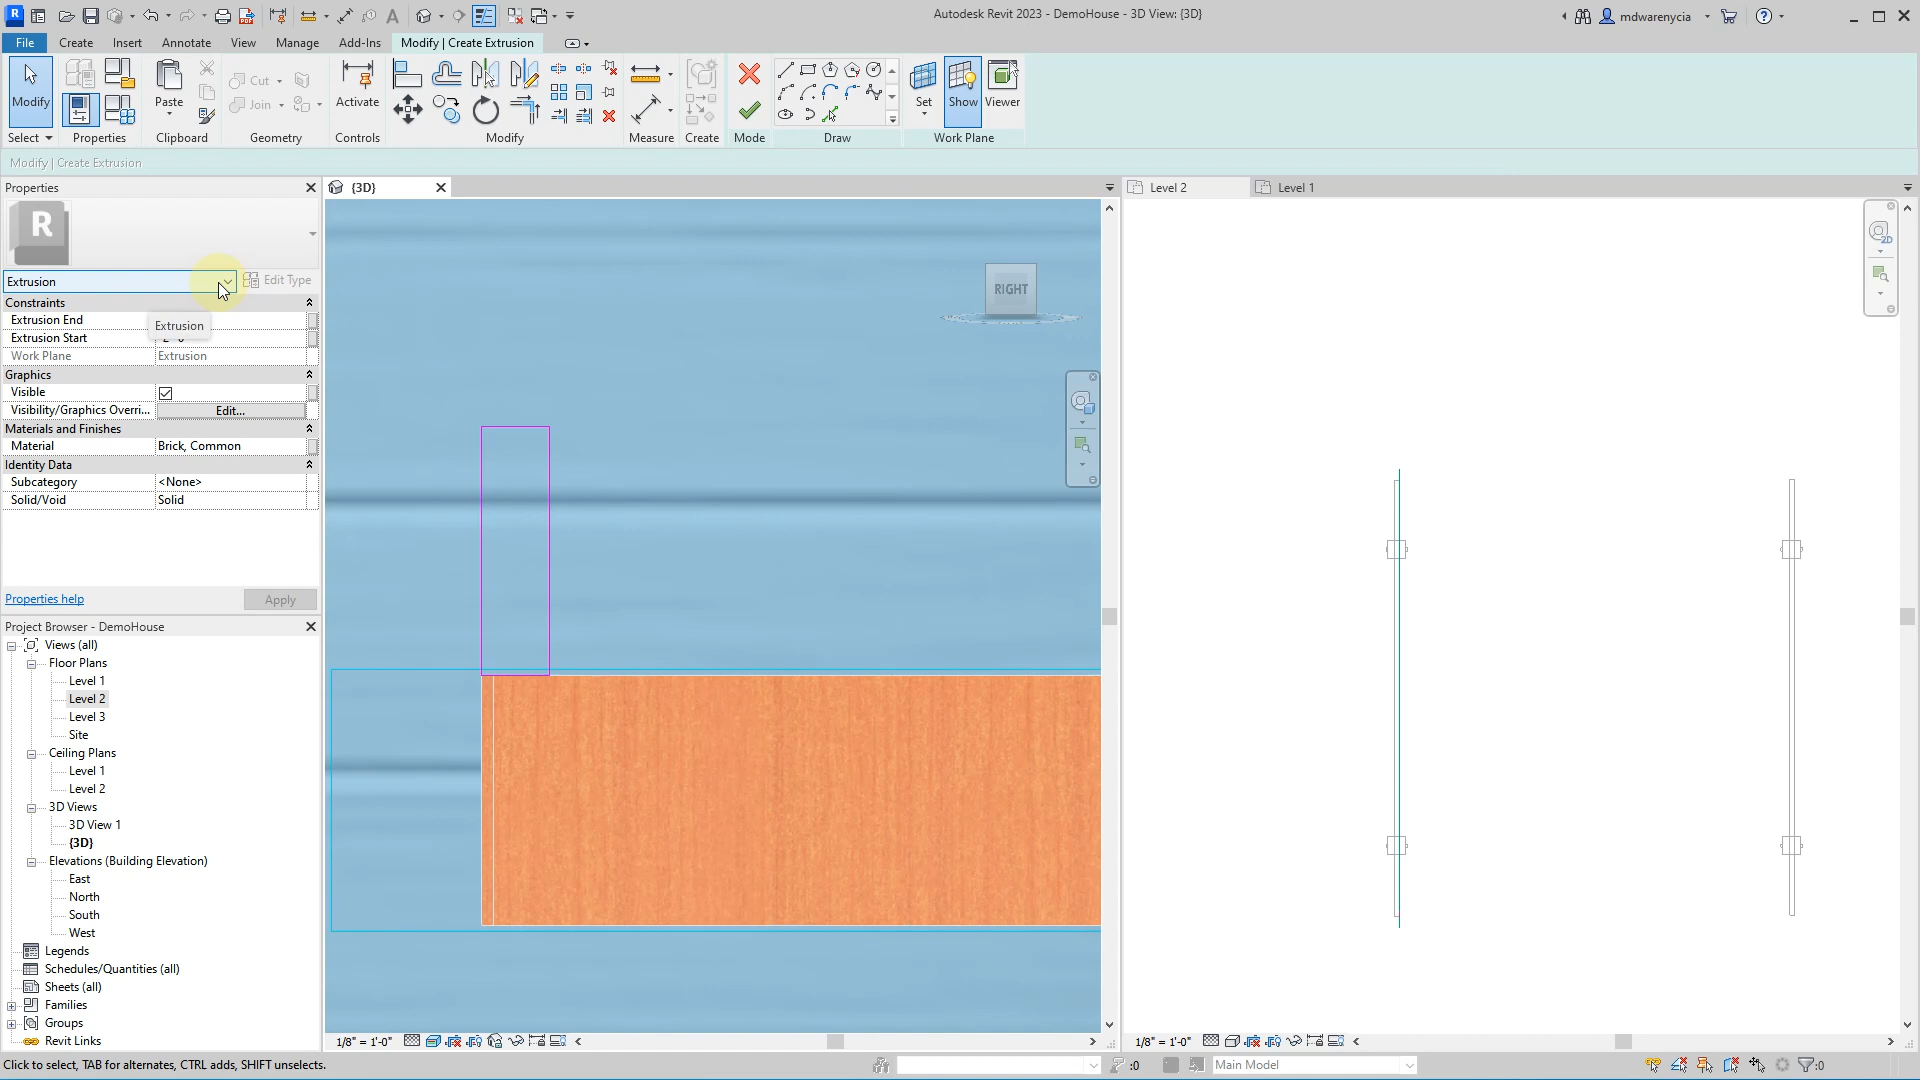 Autodesk Revit 2023 - DemoHouse - 3D View: {3D}
mdwarenycia
File
Create
Insert
Annotate
View
Manage
Add-Ins
Modify | Create Extrusion
Modify
Paste
Cut
Join
Activate
Set
Show
Viewer
Select
Properties
Clipboard
Geometry
Controls
Modify
Measure
Create
Mode
Draw
Work Plane
Modify | Create Extrusion
Properties
{3D}
Level 2
Level 1
R
Extrusion
Edit Type
Constraints
Extrusion End
Extrusion
Extrusion Start
Work Plane
Extrusion
Graphics
Visible
Visibility/Graphics Overri...
Edit...
Materials and Finishes
Material
Brick, Common
Identity Data
Subcategory
<None>
Solid/Void
Solid
Properties help
Apply
Project Browser - DemoHouse
Views (all)
Floor Plans
Level 1
Level 2
Level 3
Site
Ceiling Plans
Level 1
Level 2
3D Views
3D View 1
{3D}
Elevations (Building Elevation)
East
North
South
West
Legends
Schedules/Quantities (all)
Sheets (all)
Families
Groups
Revit Links
RIGHT
2D
1/8" = 1'-0"
1/8" = 1'-0"
Click to select, TAB for alternates, CTRL adds, SHIFT unselects.
:0
Main Model
:0